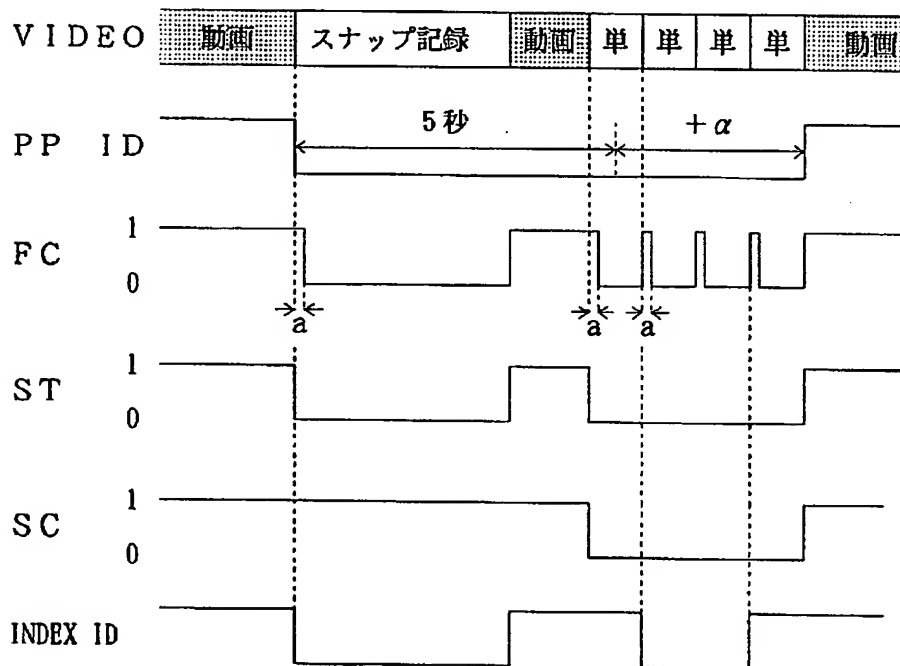 VIDEO 動画 スナップ記録 動画 単 単 単 単 動画
PP ID 5秒 +α
FC 1
0
a a a
ST 1
0
SC 1
0
INDEX ID